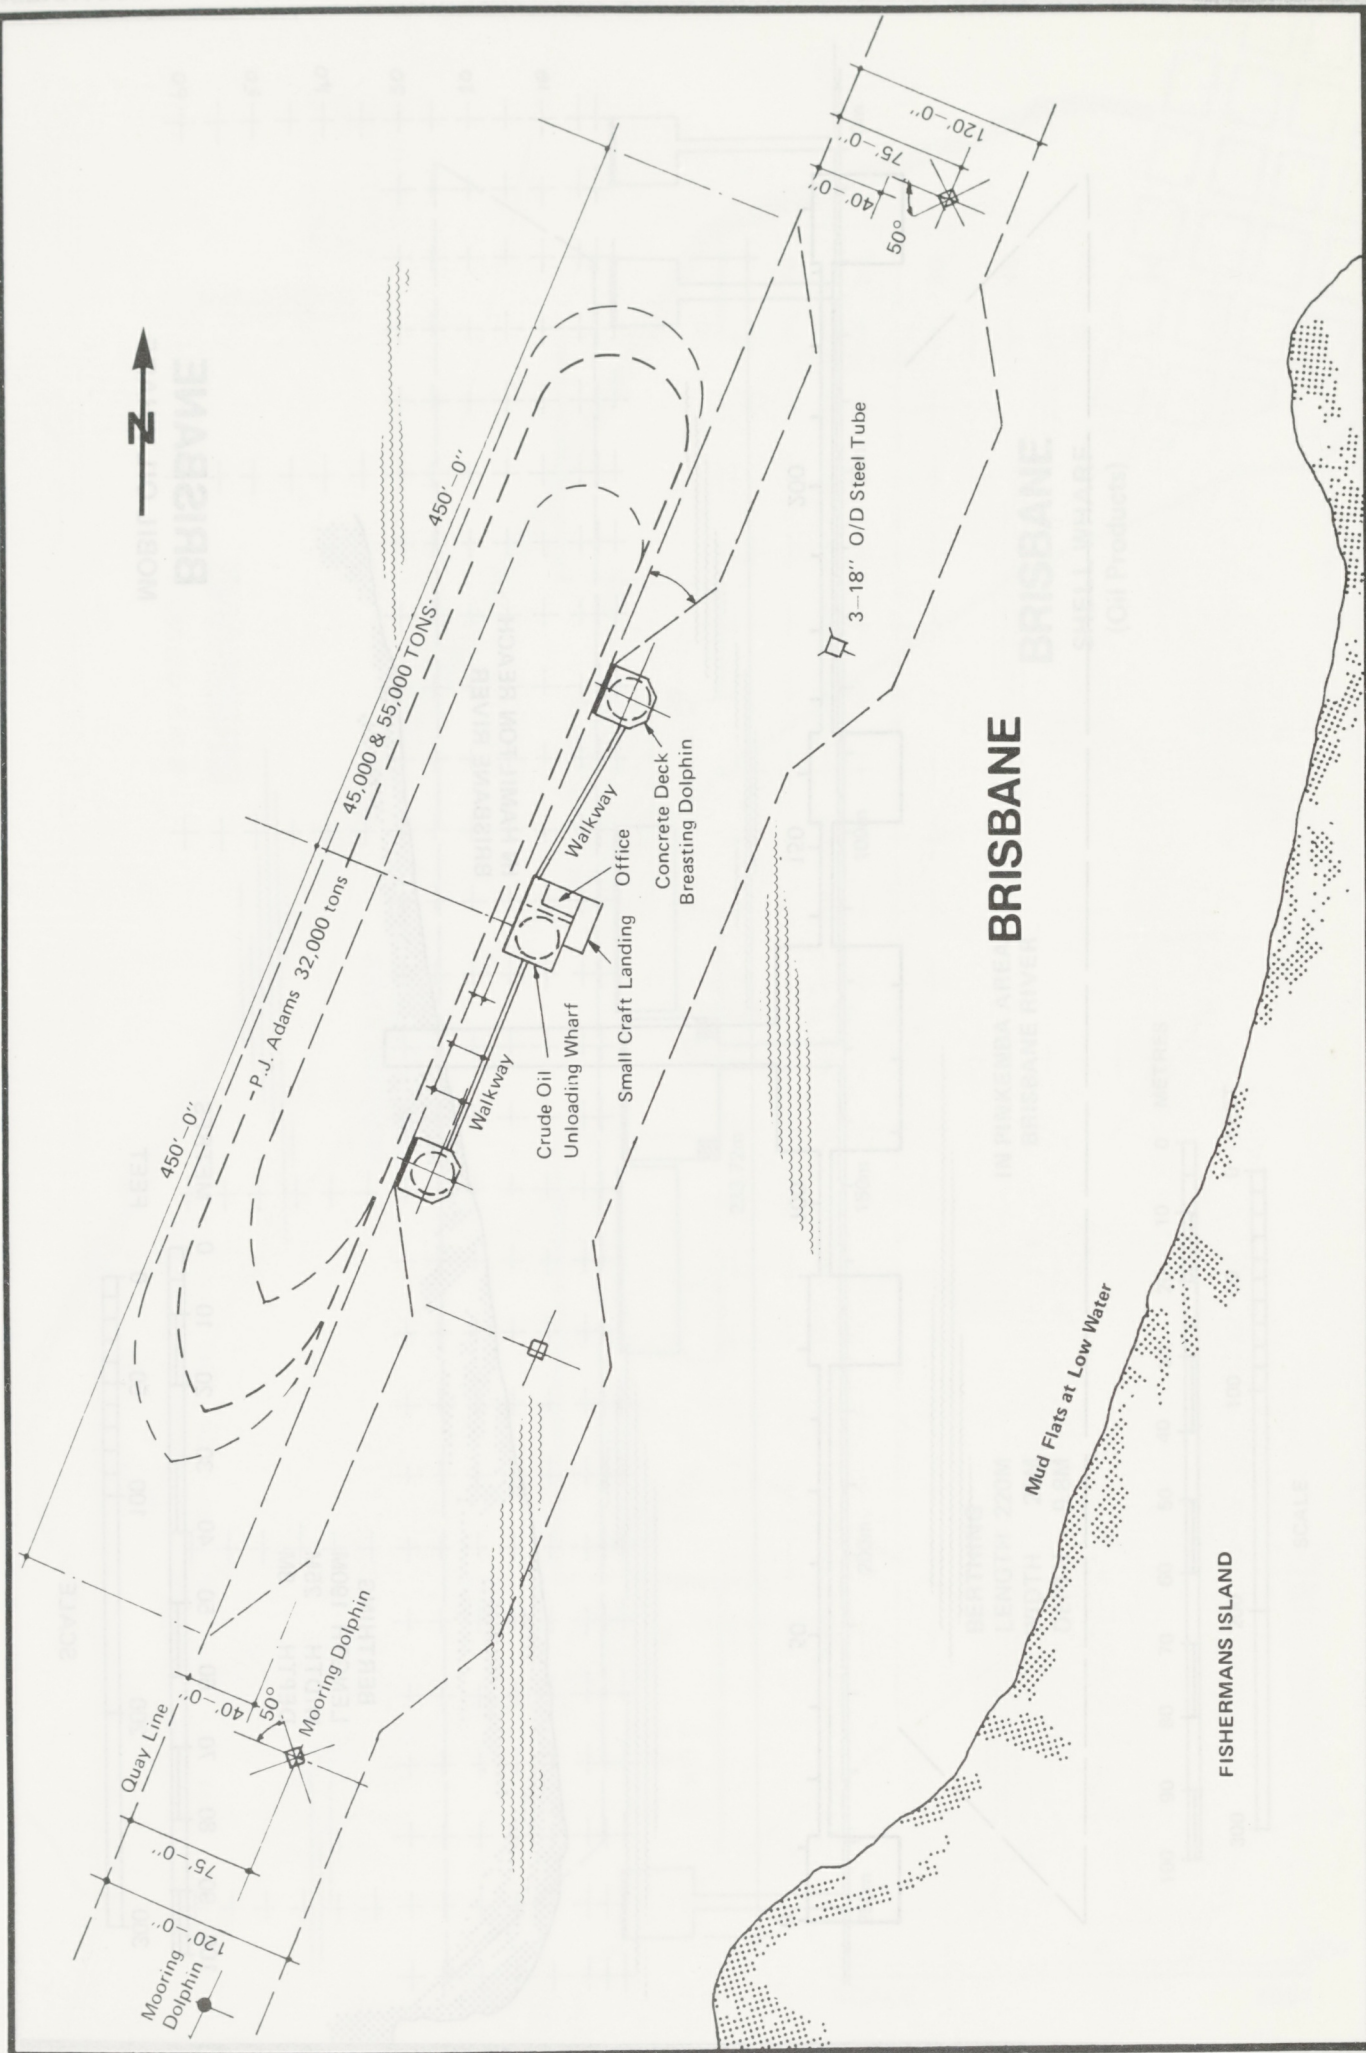 N
450'-0"
450'-0"
45,000 & 55,000 TONS
P.J. Adams 32,000 tons
Quay Line
40'-0"
50°
75'-0"
120'-0"
Mooring Dolphin
Mooring
Dolphin
Walkway
Crude Oil
Unloading Wharf
Small Craft Landing
Office
Walkway
Concrete Deck
Breasting Dolphin
3–18" O/D Steel Tube
40'-0"
75'-0"
120'-0"
50°
BRISBANE
Mud Flats at Low Water
FISHERMANS ISLAND